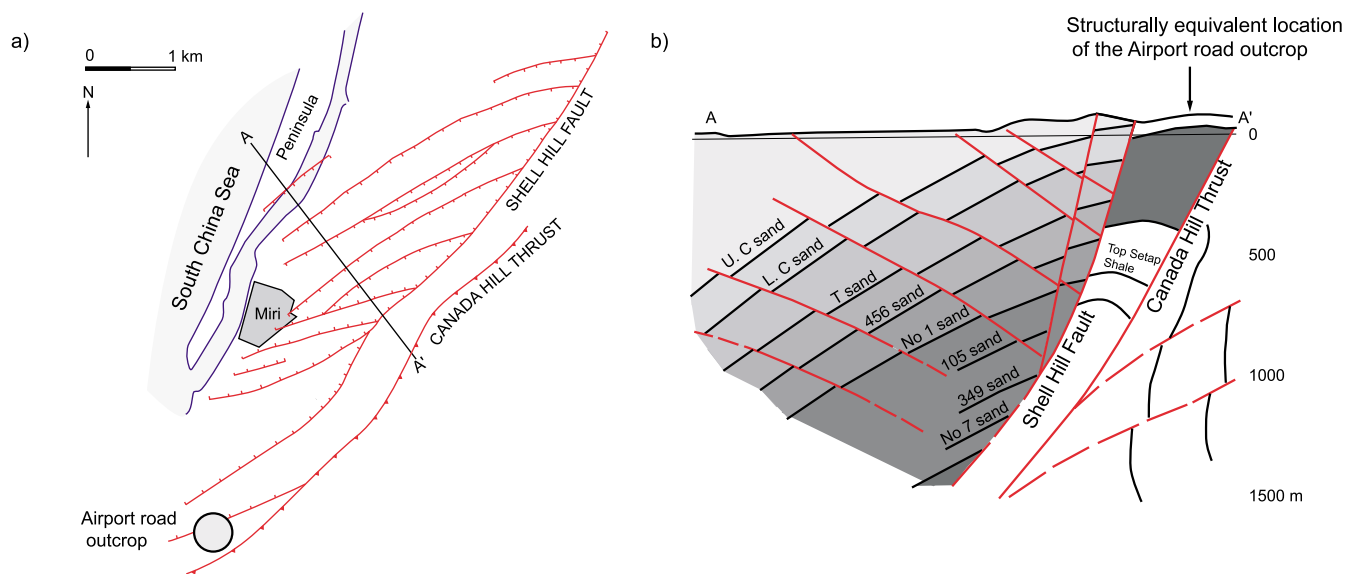 a)
0 1 km
N
South China Sea
Peninsula
A
A'
Miri
SHELL HILL FAULT
CANADA HILL THRUST
Airport road
outcrop
b)
Structurally equivalent location
of the Airport road outcrop
A
A'
0
500
1000
1500 m
U. C sand
L. C sand
T sand
456 sand
No 1 sand
105 sand
349 sand
No 7 sand
Top Setap
Shale
Shell Hill Fault
Canada Hill Thrust